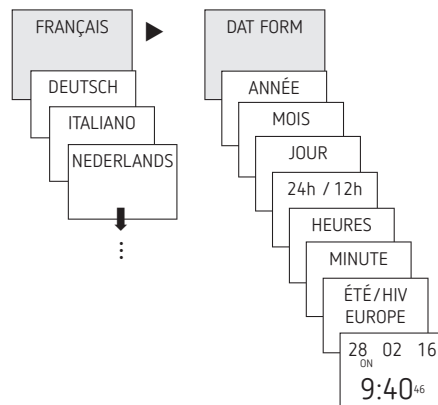 FRANÇAIS
DEUTSCH
ITALIANO
NEDERLANDS
DAT FORM
ANNÉE
MOIS
JOUR
24h / 12h
HEURES
MINUTE
ÉTÉ/HIV
EUROPE
28 02 16
ON
9:40 46